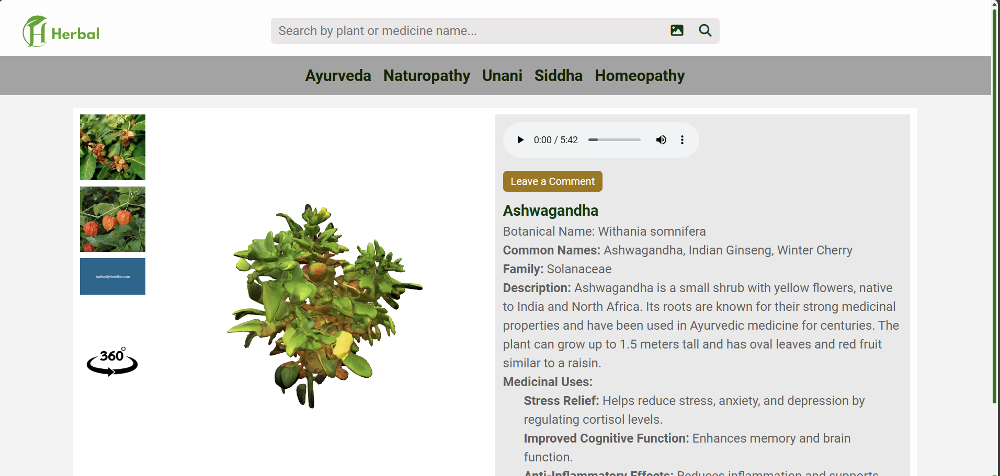 Herbal
Search by plant or medicine name...
Ayurveda Naturopathy Unani Siddha Homeopathy
AuthorityNutrition.com
360°
0:00 / 5:42
Leave a Comment
Ashwagandha
Botanical Name: Withania somnifera
Common Names: Ashwagandha, Indian Ginseng, Winter Cherry
Family: Solanaceae
Description: Ashwagandha is a small shrub with yellow flowers, native
to India and North Africa. Its roots are known for their strong medicinal
properties and have been used in Ayurvedic medicine for centuries. The
plant can grow up to 1.5 meters tall and has oval leaves and red fruit
similar to a raisin.
Medicinal Uses:
Stress Relief: Helps reduce stress, anxiety, and depression by
regulating cortisol levels.
Improved Cognitive Function: Enhances memory and brain
function.
Anti-Inflammatory Effects: Reduces inflammation and supports